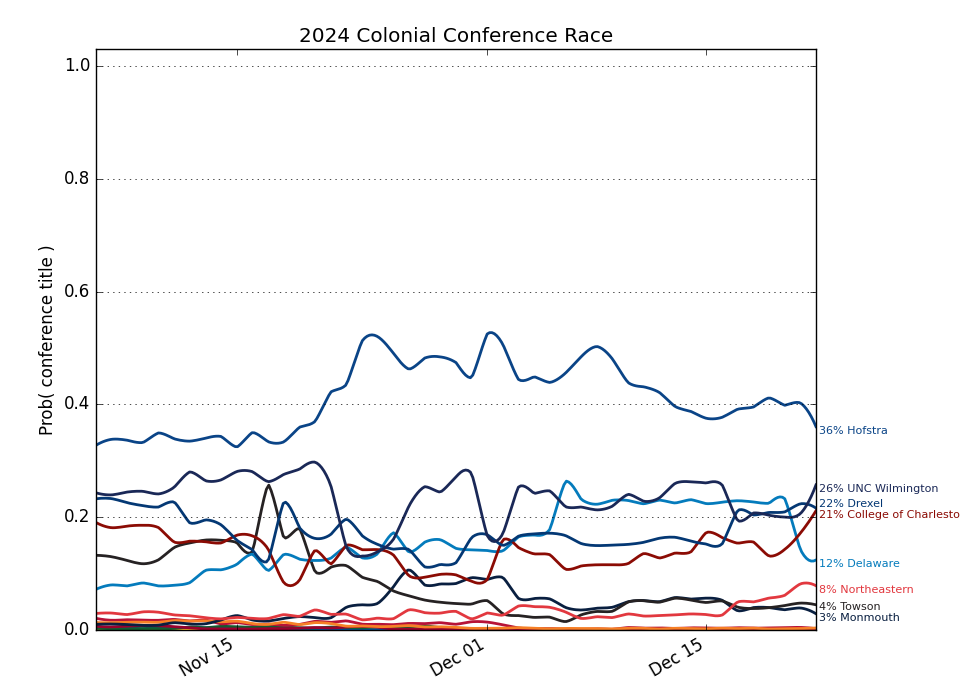 2024 Colonial Conference Race
Prob( conference title )
1.0
0.8
0.6
0.4
0.2
0.0
Nov 15
Dec 01
Dec 15
36% Hofstra
26% UNC Wilmington
22% Drexel
21% College of Charlesto
12% Delaware
8% Northeastern
4% Towson
3% Monmouth